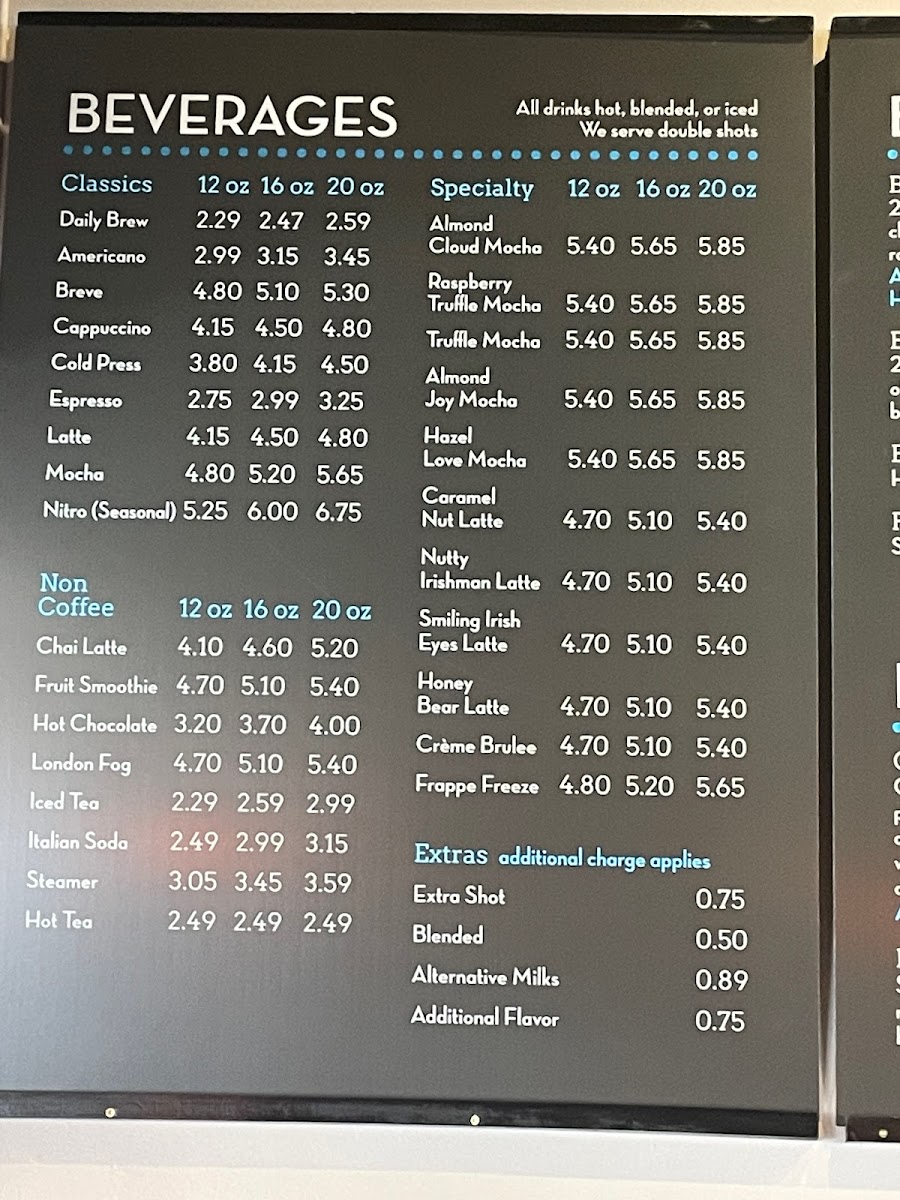 BEVERAGES
All drinks hot, blended, or iced
We serve double shots
Classics 12 oz 16 oz 20 oz
Daily Brew 2.29 2.47 2.59
Americano 2.99 3.15 3.45
Breve 4.80 5.10 5.30
Cappuccino 4.15 4.50 4.80
Cold Press 3.80 4.15 4.50
Espresso 2.75 2.99 3.25
Latte 4.15 4.50 4.80
Mocha 4.80 5.20 5.65
Nitro (Seasonal) 5.25 6.00 6.75
Non
Coffee 12 oz 16 oz 20 oz
Chai Latte 4.10 4.60 5.20
Fruit Smoothie 4.70 5.10 5.40
Hot Chocolate 3.20 3.70 4.00
London Fog 4.70 5.10 5.40
Iced Tea 2.29 2.59 2.99
Italian Soda 2.49 2.99 3.15
Steamer 3.05 3.45 3.59
Hot Tea 2.49 2.49 2.49
Specialty 12 oz 16 oz 20 oz
Almond
Cloud Mocha 5.40 5.65 5.85
Raspberry
Truffle Mocha 5.40 5.65 5.85
Truffle Mocha 5.40 5.65 5.85
Almond
Joy Mocha 5.40 5.65 5.85
Hazel
Love Mocha 5.40 5.65 5.85
Caramel
Nut Latte 4.70 5.10 5.40
Nutty
Irishman Latte 4.70 5.10 5.40
Smiling Irish
Eyes Latte 4.70 5.10 5.40
Honey
Bear Latte 4.70 5.10 5.40
Crème Brulee 4.70 5.10 5.40
Frappe Freeze 4.80 5.20 5.65
Extras additional charge applies
Extra Shot 0.75
Blended 0.50
Alternative Milks 0.89
Additional Flavor 0.75